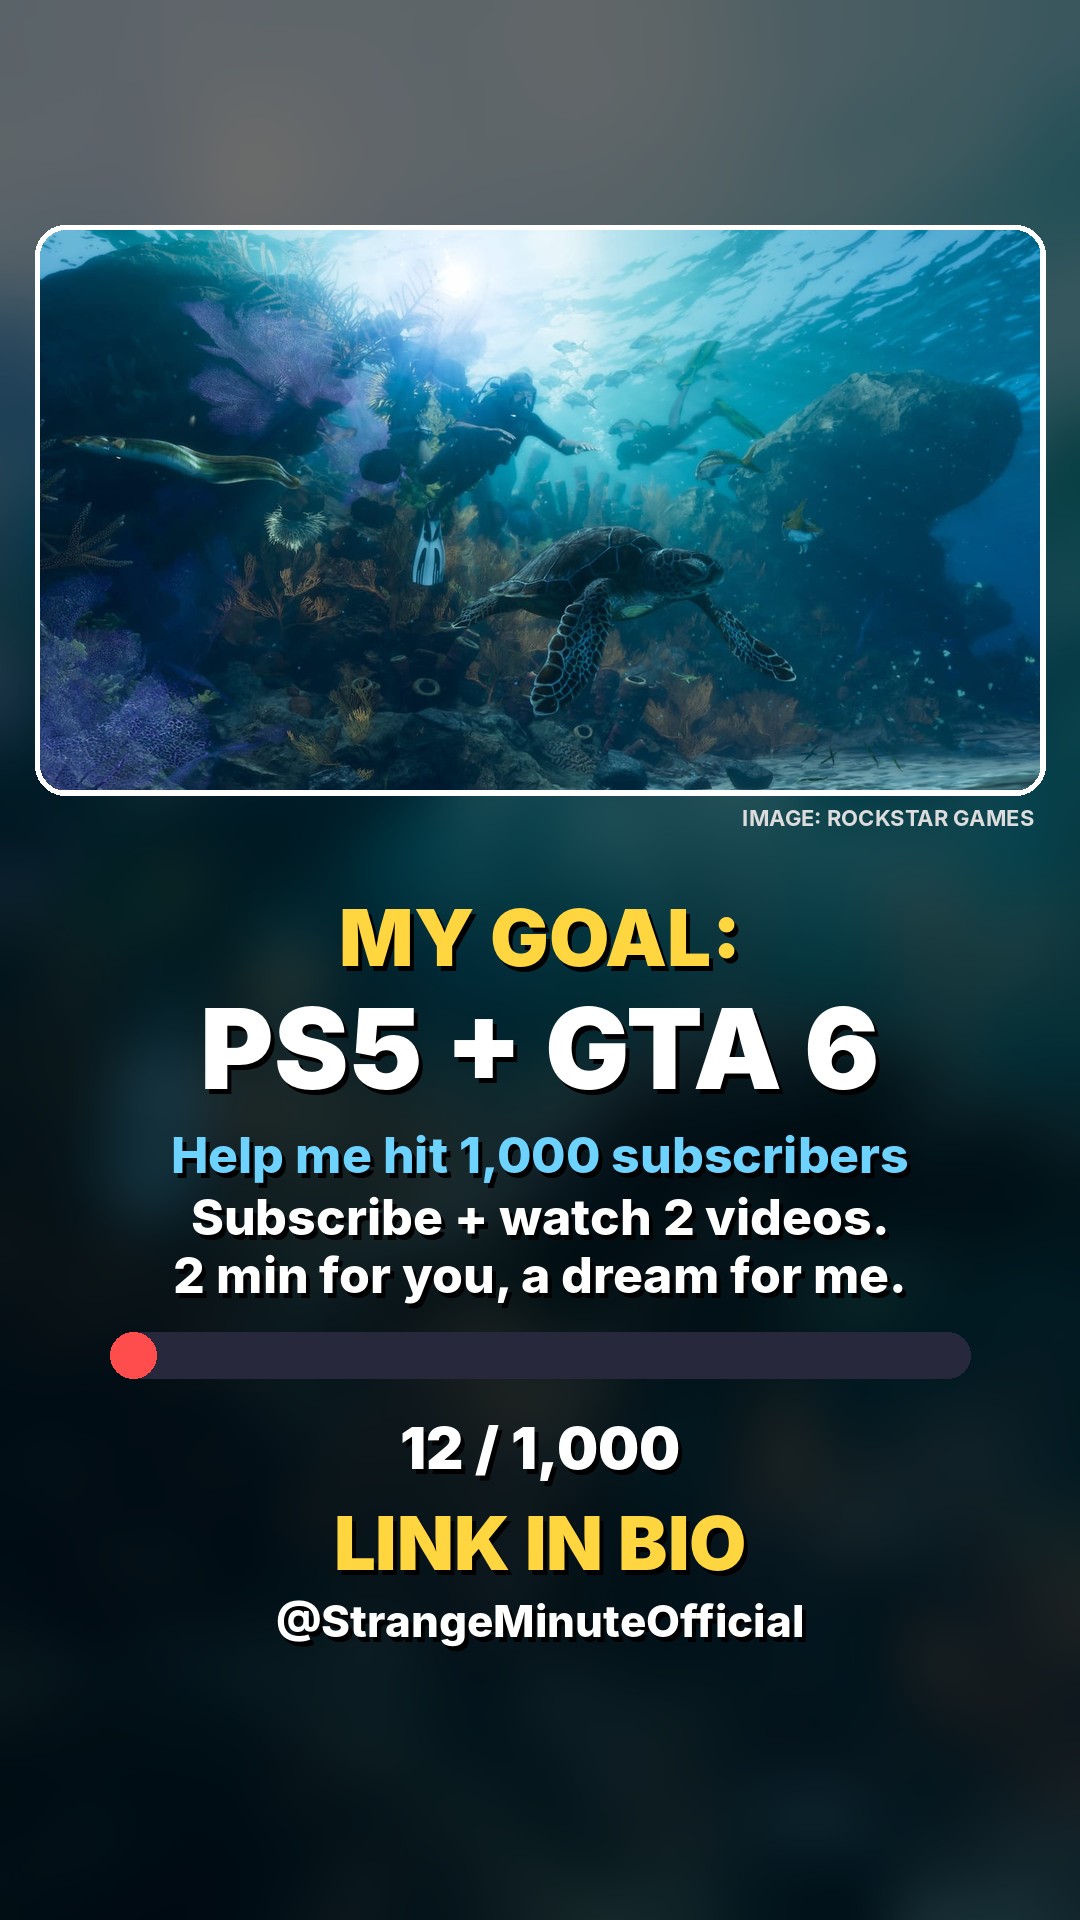 IMAGE: ROCKSTAR GAMES
MY GOAL:
PS5 + GTA 6
Help me hit 1,000 subscribers
Subscribe + watch 2 videos.
2 min for you, a dream for me.
12 / 1,000
LINK IN BIO
@StrangeMinuteOfficial